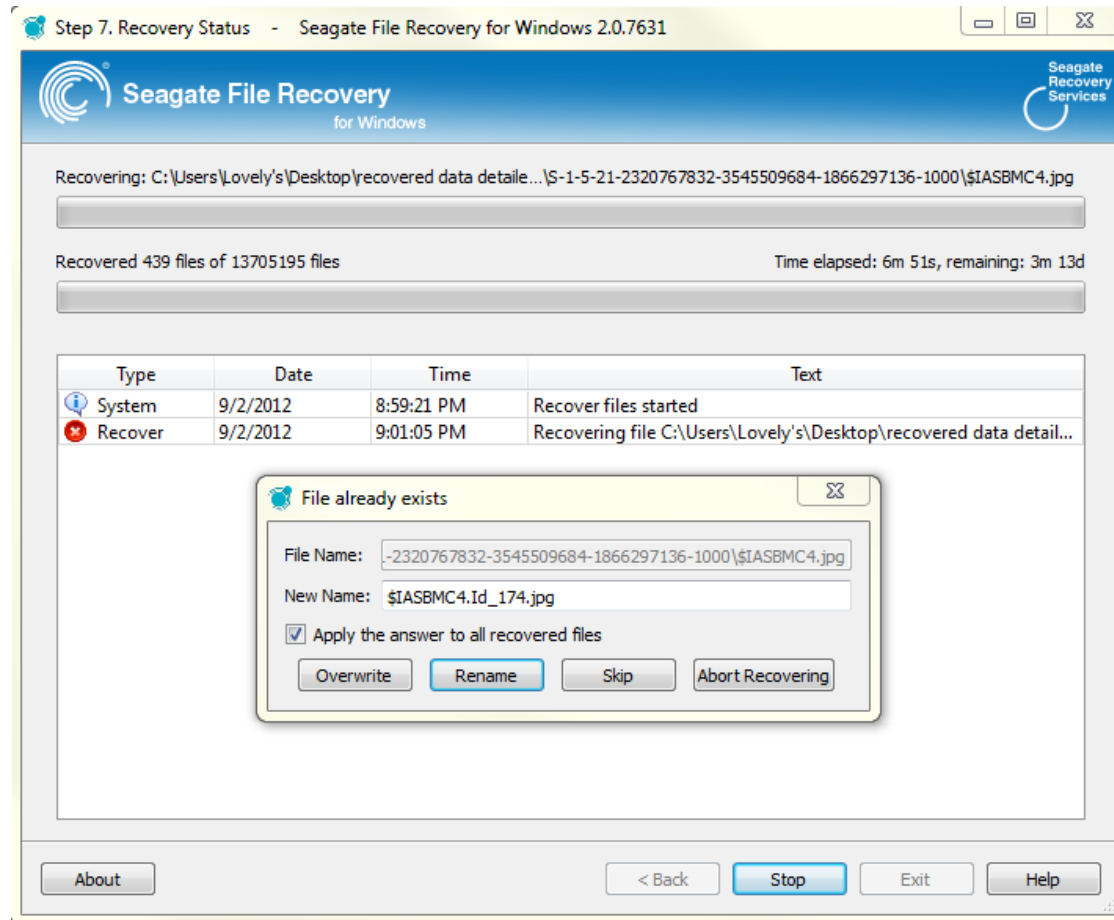 Step 7. Recovery Status - Seagate File Recovery for Windows 2.0.7631
Seagate File Recovery
for Windows
Seagate
Recovery
Services
Recovering: C:\Users\Lovely's\Desktop\recovered data detaile...\S-1-5-21-2320767832-3545509684-1866297136-1000\$IASBMC4.jpg
Recovered 439 files of 13705195 files Time elapsed: 6m 51s, remaining: 3m 13d
Type Date Time Text
System 9/2/2012 8:59:21 PM Recover files started
Recover 9/2/2012 9:01:05 PM Recovering file C:\Users\Lovely's\Desktop\recovered data detail...
File already exists
File Name: .-2320767832-3545509684-1866297136-1000\$IASBMC4.jpg
New Name: $IASBMC4.Id_174.jpg
Apply the answer to all recovered files
Overwrite Rename Skip Abort Recovering
About < Back Stop Exit Help